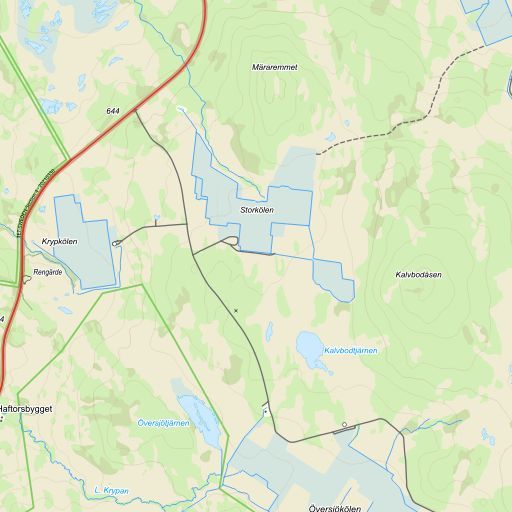 Märaremmet
644
Storkölen
Krypkölen
Rengärde
Kalvbodåsen
Kalvbodtjärnen
Haftorsbygget
Översjötjärnen
L. Krypan
Översjökölen